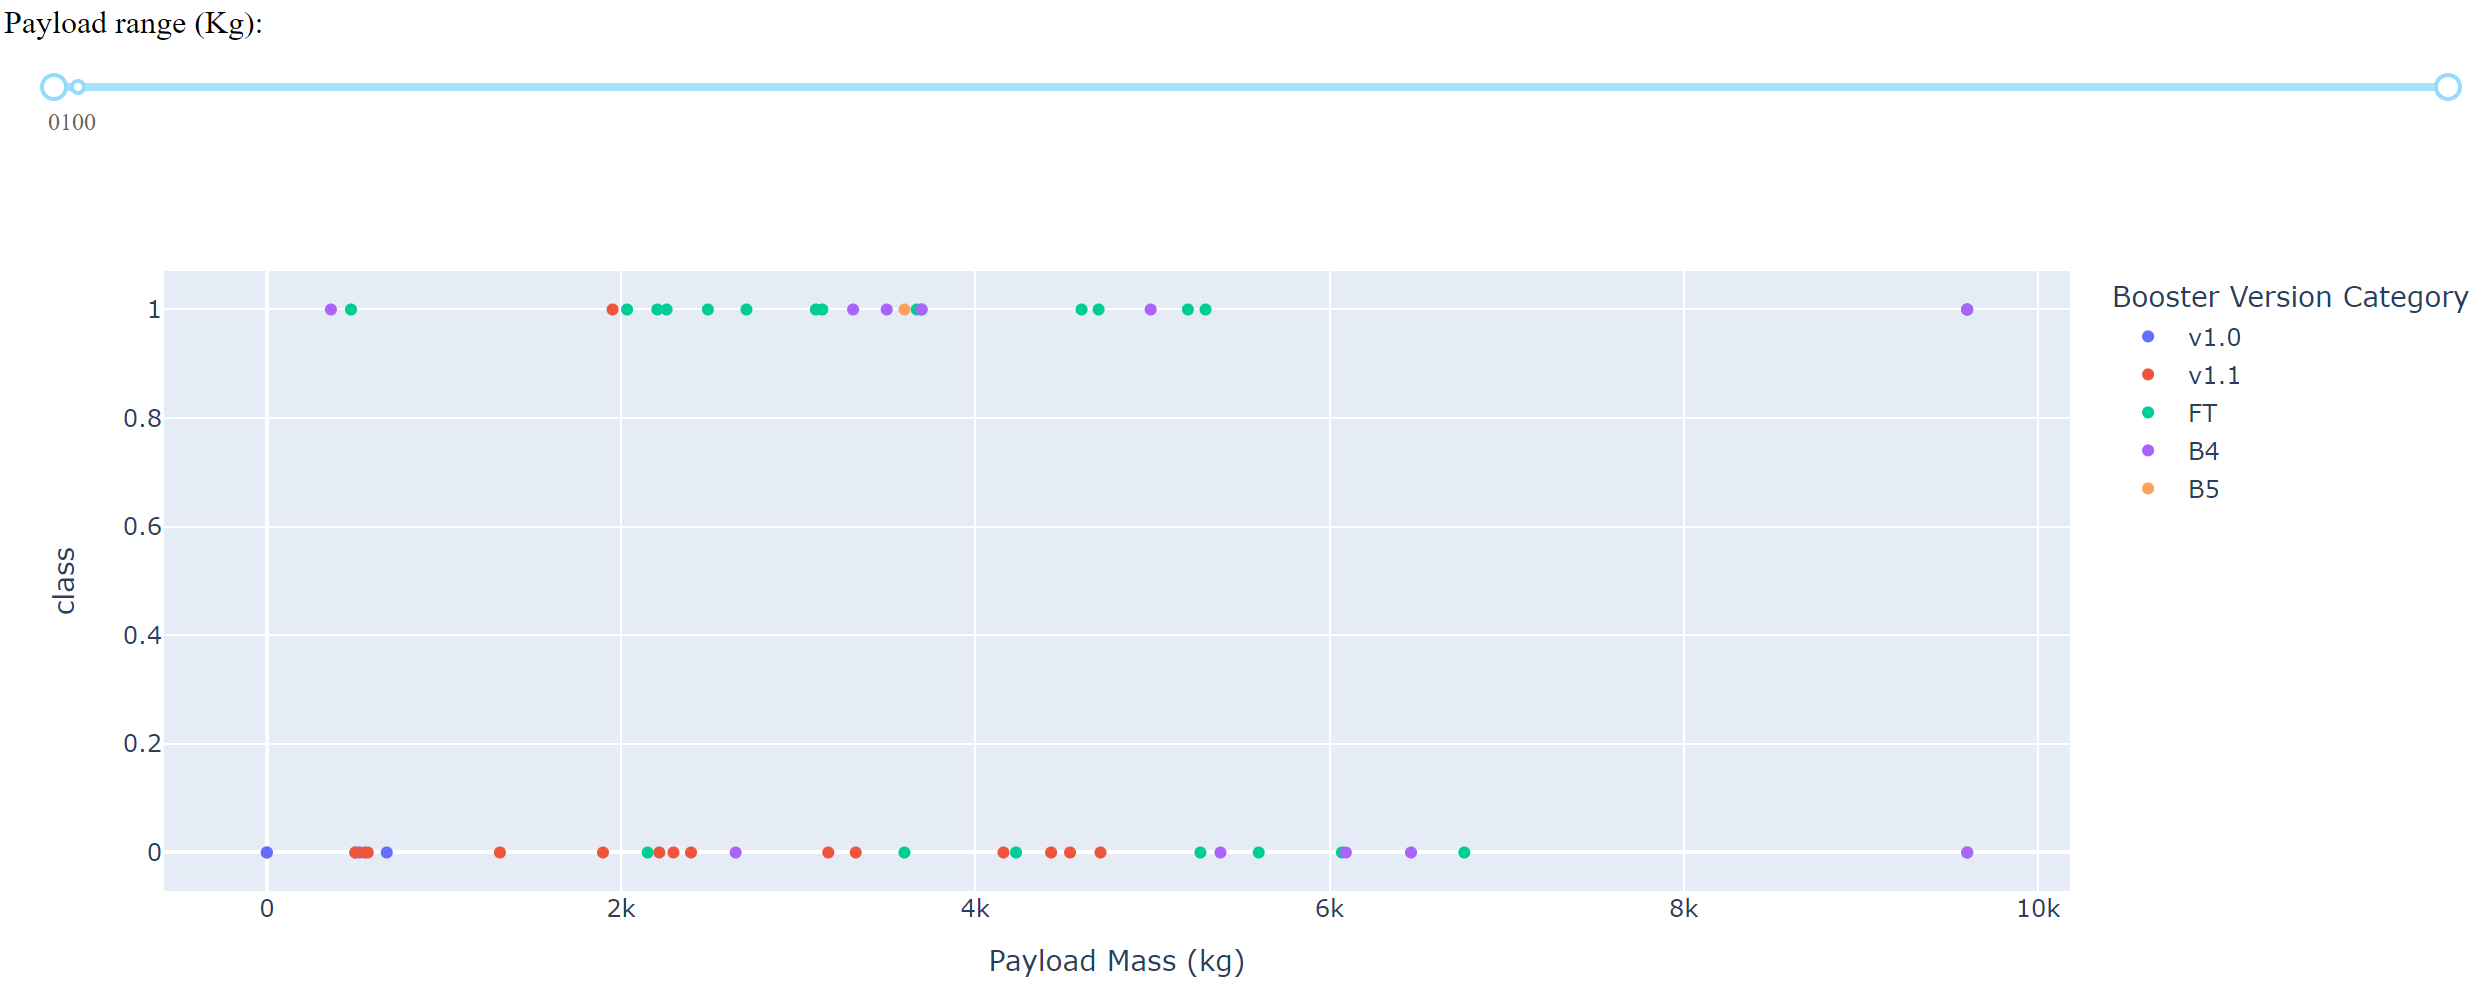 Payload range (Kg):
0100
Booster Version Category
v1.0
v1.1
FT
B4
B5
1
0.8
0.6
0.4
0.2
0
class
0
2k
4k
6k
8k
10k
Payload Mass (kg)